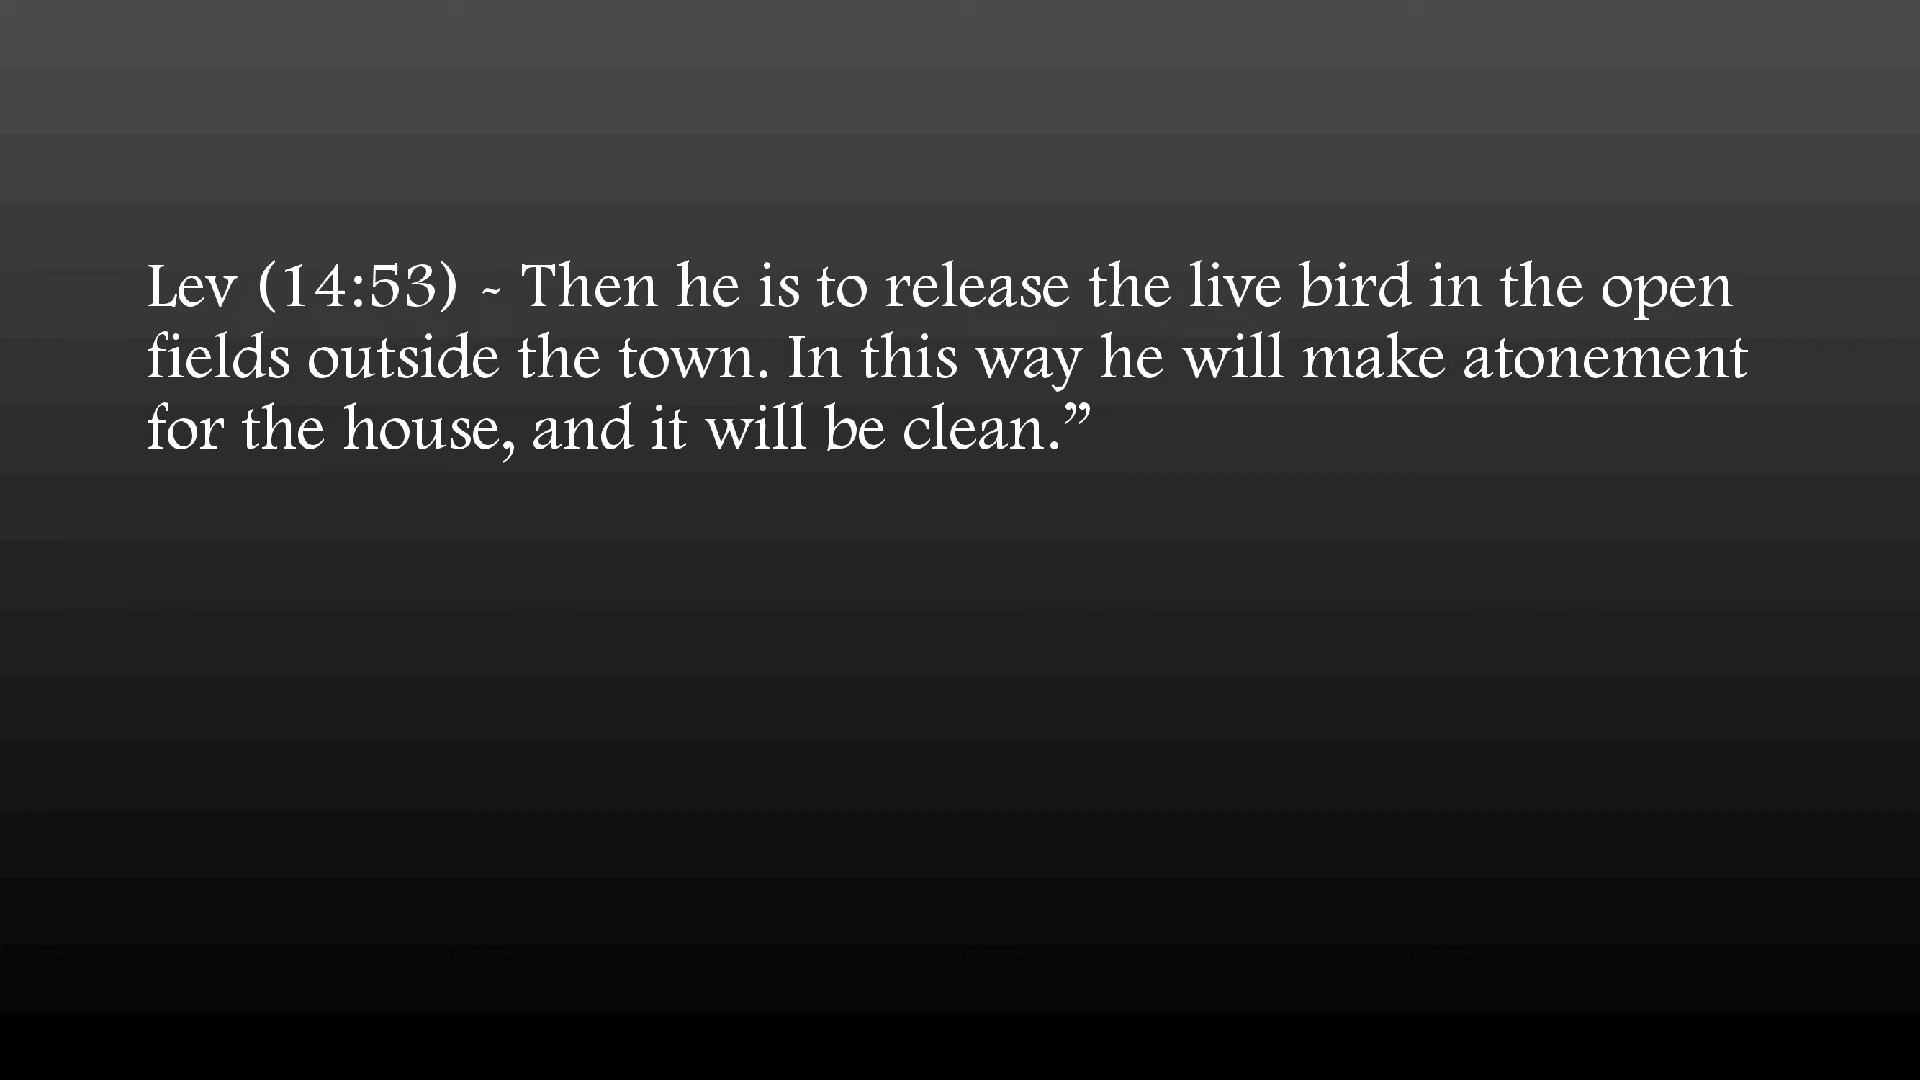 Lev (14:53) - Then he is to release the live bird in the open
fields outside the town. In this way he will make atonement
for the house, and it will be clean.”